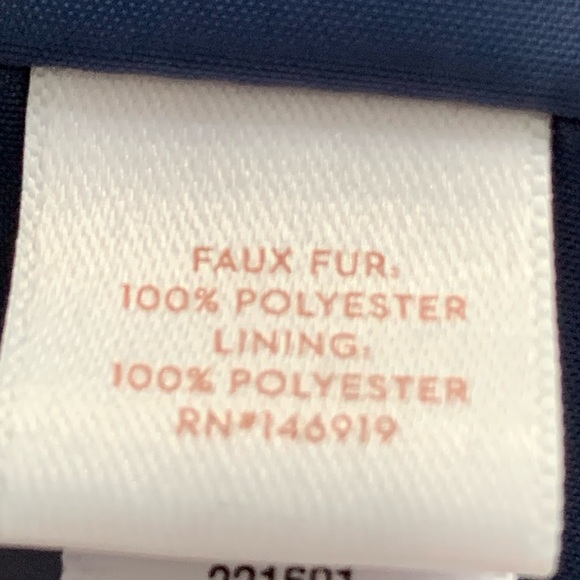 FAUX FUR:
100% POLYESTER
LINING:
100% POLYESTER
RN#146919